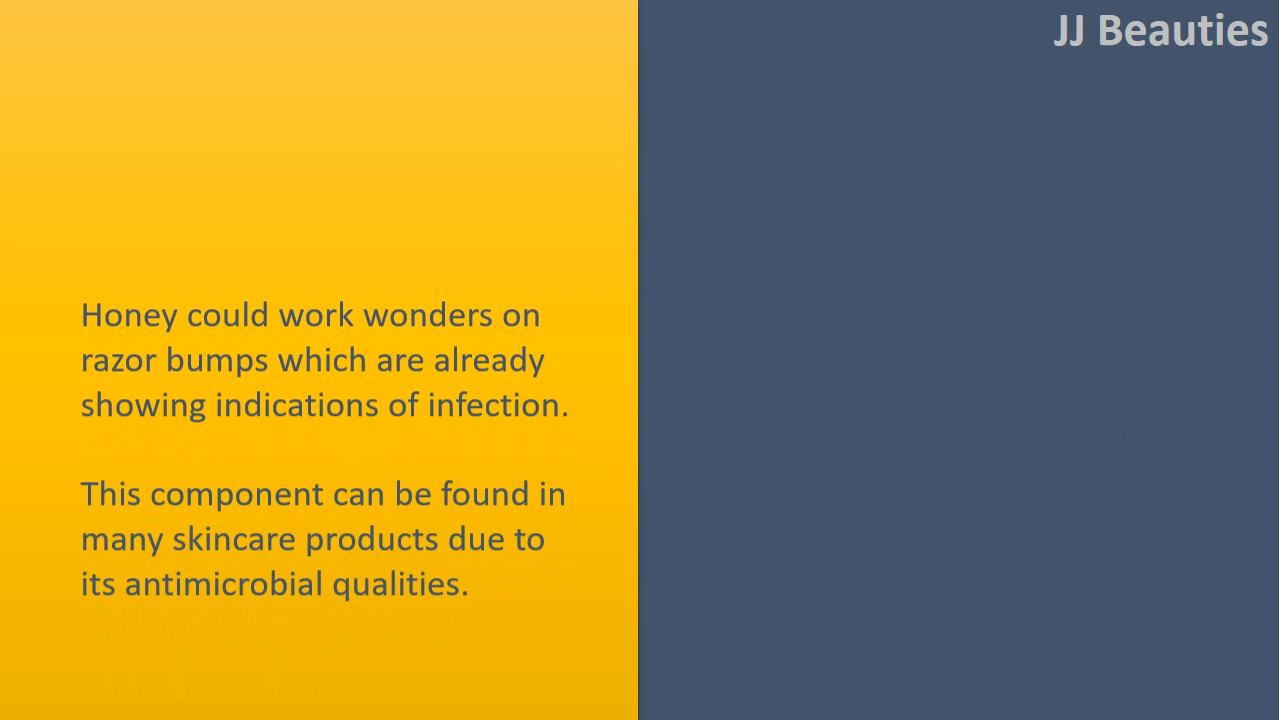 JJ Beauties
Honey could work wonders on
razor bumps which are already
showing indications of infection.
This component can be found in
many skincare products due to
its antimicrobial qualities.